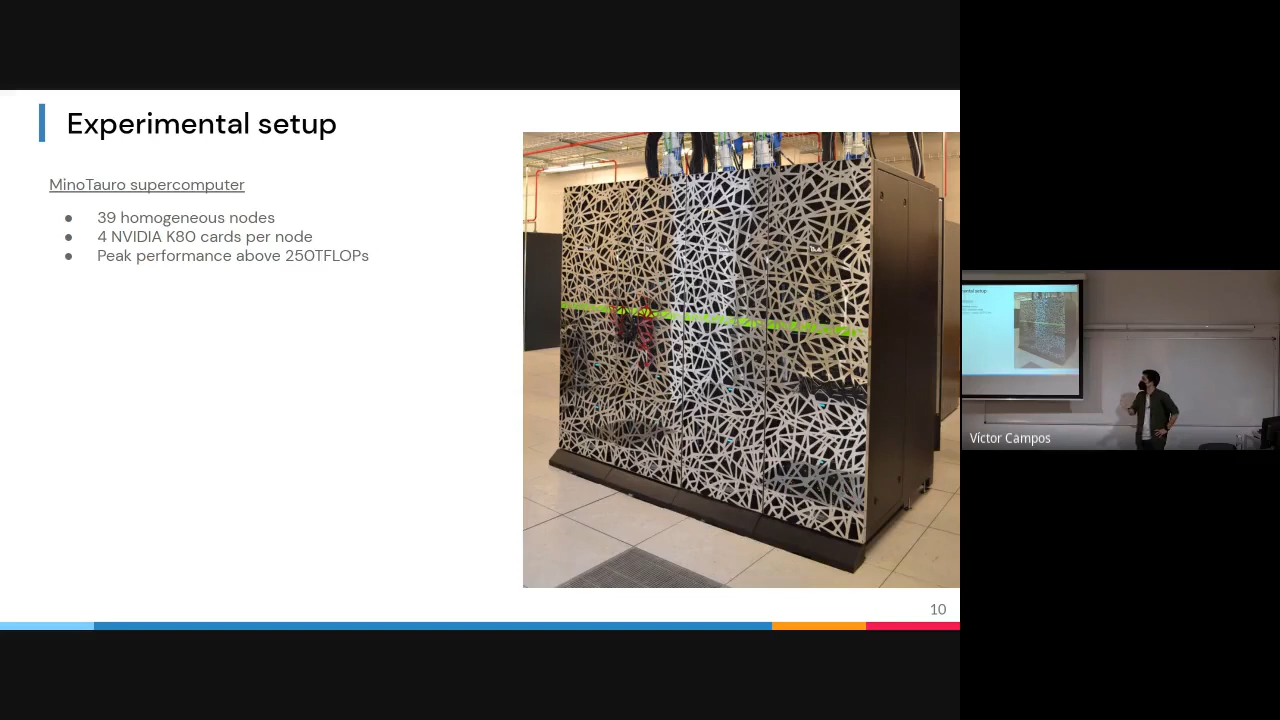 Experimental setup
MinoTauro supercomputer
● 39 homogeneous nodes
● 4 NVIDIA K80 cards per node
● Peak performance above 250TFLOPs
10
Víctor Campos